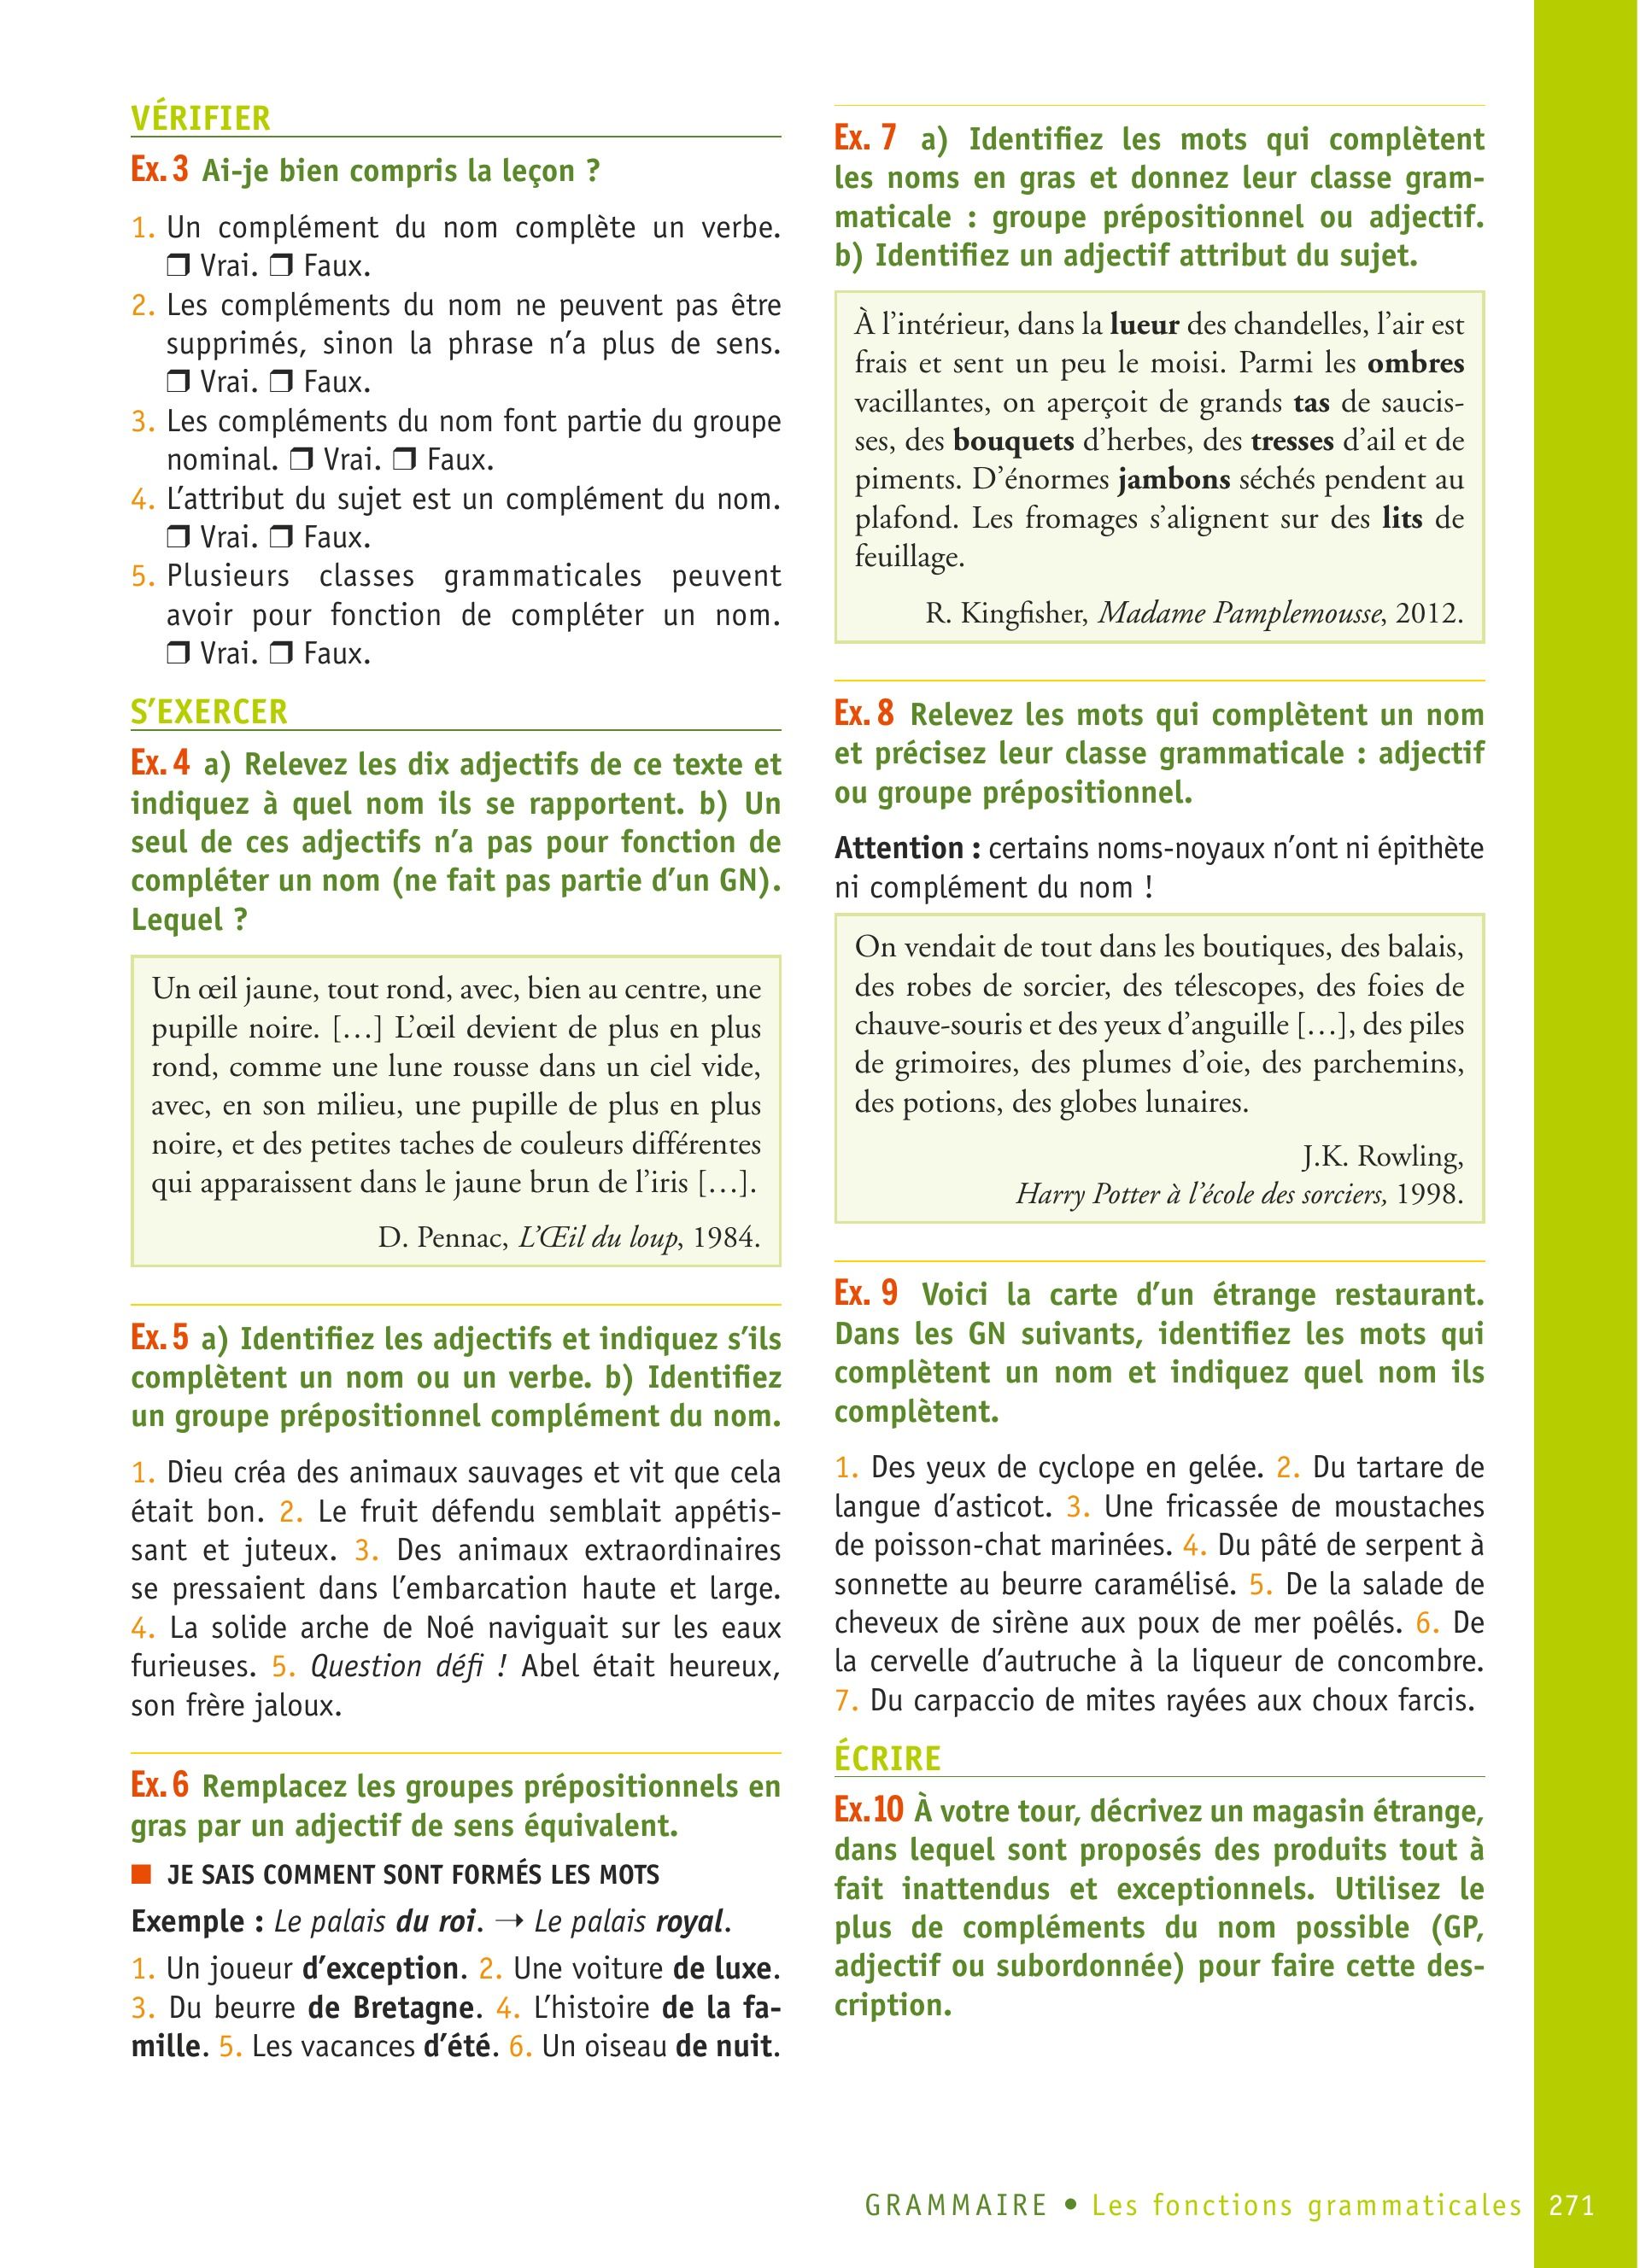 VÉRIFIER
Ex. 3 Ai-je bien compris la leçon ?
1. Un complément du nom complète un verbe.
❐ Vrai. ❐ Faux.
2. Les compléments du nom ne peuvent pas être
supprimés, sinon la phrase n’a plus de sens.
❐ Vrai. ❐ Faux.
3. Les compléments du nom font partie du groupe
nominal. ❐ Vrai. ❐ Faux.
4. L’attribut du sujet est un complément du nom.
❐ Vrai. ❐ Faux.
5. Plusieurs classes grammaticales peuvent
avoir pour fonction de compléter un nom.
❐ Vrai. ❐ Faux.
S’EXERCER
Ex. 4 a) Relevez les dix adjectifs de ce texte et
indiquez à quel nom ils se rapportent. b) Un
seul de ces adjectifs n’a pas pour fonction de
compléter un nom (ne fait pas partie d’un GN).
Lequel ?
Un œil jaune, tout rond, avec, bien au centre, une
pupille noire. […] L’œil devient de plus en plus
rond, comme une lune rousse dans un ciel vide,
avec, en son milieu, une pupille de plus en plus
noire, et des petites taches de couleurs différentes
qui apparaissent dans le jaune brun de l’iris […].
D. Pennac, L’Œil du loup, 1984.
Ex. 5 a) Identifiez les adjectifs et indiquez s’ils
complètent un nom ou un verbe. b) Identifiez
un groupe prépositionnel complément du nom.
1. Dieu créa des animaux sauvages et vit que cela
était bon. 2. Le fruit défendu semblait appétis-
sant et juteux. 3. Des animaux extraordinaires
se pressaient dans l’embarcation haute et large.
4. La solide arche de Noé naviguait sur les eaux
furieuses. 5. Question défi ! Abel était heureux,
son frère jaloux.
Ex. 6 Remplacez les groupes prépositionnels en
gras par un adjectif de sens équivalent.
■ JE SAIS COMMENT SONT FORMÉS LES MOTS
Exemple : Le palais du roi. → Le palais royal.
1. Un joueur d’exception. 2. Une voiture de luxe.
3. Du beurre de Bretagne. 4. L’histoire de la fa-
mille. 5. Les vacances d’été. 6. Un oiseau de nuit.
Ex. 7 a) Identifiez les mots qui complètent
les noms en gras et donnez leur classe gram-
maticale : groupe prépositionnel ou adjectif.
b) Identifiez un adjectif attribut du sujet.
À l’intérieur, dans la lueur des chandelles, l’air est
frais et sent un peu le moisi. Parmi les ombres
vacillantes, on aperçoit de grands tas de saucis-
ses, des bouquets d’herbes, des tresses d’ail et de
piments. D’énormes jambons séchés pendent au
plafond. Les fromages s’alignent sur des lits de
feuillage.
R. Kingfisher, Madame Pamplemousse, 2012.
Ex. 8 Relevez les mots qui complètent un nom
et précisez leur classe grammaticale : adjectif
ou groupe prépositionnel.
Attention : certains noms-noyaux n’ont ni épithète
ni complément du nom !
On vendait de tout dans les boutiques, des balais,
des robes de sorcier, des télescopes, des foies de
chauve-souris et des yeux d’anguille […], des piles
de grimoires, des plumes d’oie, des parchemins,
des potions, des globes lunaires.
J.K. Rowling,
Harry Potter à l’école des sorciers, 1998.
Ex. 9 Voici la carte d’un étrange restaurant.
Dans les GN suivants, identifiez les mots qui
complètent un nom et indiquez quel nom ils
complètent.
1. Des yeux de cyclope en gelée. 2. Du tartare de
langue d’asticot. 3. Une fricassée de moustaches
de poisson-chat marinées. 4. Du pâté de serpent à
sonnette au beurre caramélisé. 5. De la salade de
cheveux de sirène aux poux de mer poêlés. 6. De
la cervelle d’autruche à la liqueur de concombre.
7. Du carpaccio de mites rayées aux choux farcis.
ÉCRIRE
Ex. 10 À votre tour, décrivez un magasin étrange,
dans lequel sont proposés des produits tout à
fait inattendus et exceptionnels. Utilisez le
plus de compléments du nom possible (GP,
adjectif ou subordonnée) pour faire cette des-
cription.
GRAMMAIRE • Les fonctions grammaticales 271